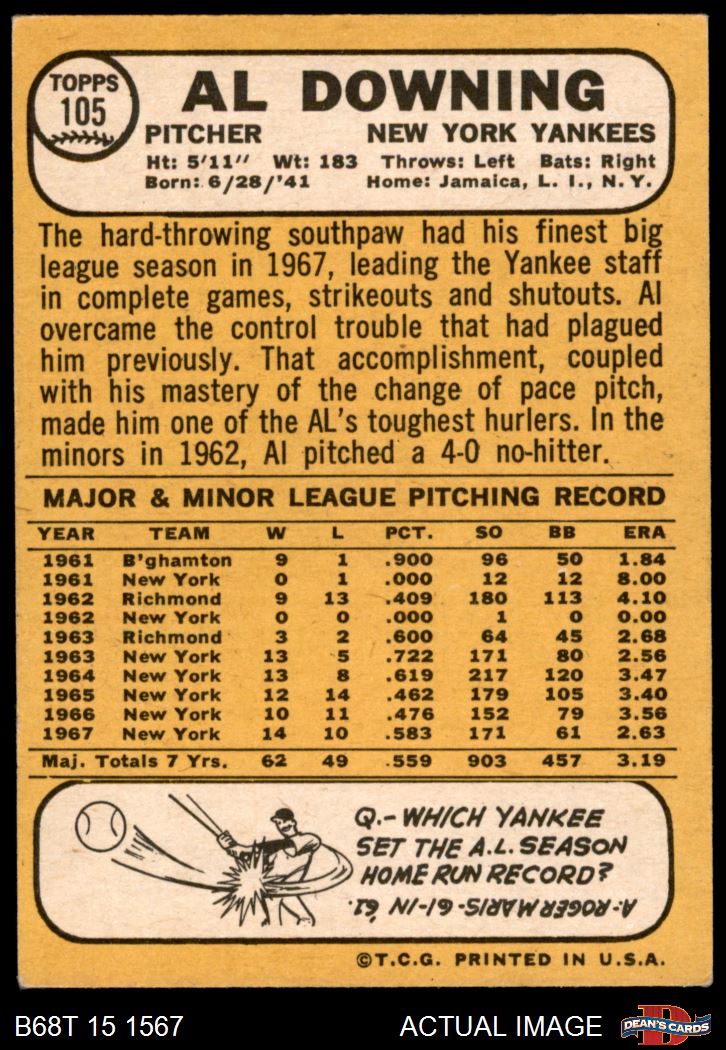 TOPPS
105
AL DOWNING
PITCHER NEW YORK YANKEES
Ht: 5'11" Wt: 183 Throws: Left Bats: Right
Born: 6/28/'41 Home: Jamaica, L. I., N. Y.
The hard-throwing southpaw had his finest big
league season in 1967, leading the Yankee staff
in complete games, strikeouts and shutouts. Al
overcame the control trouble that had plagued
him previously. That accomplishment, coupled
with his mastery of the change of pace pitch,
made him one of the AL's toughest hurlers. In the
minors in 1962, Al pitched a 4-0 no-hitter.
MAJOR & MINOR LEAGUE PITCHING RECORD
YEAR TEAM W L PCT. SO BB ERA
1961 B'ghamton 9 1 .900 96 50 1.84
1961 New York 0 1 .000 12 12 8.00
1962 Richmond 9 13 .409 180 113 4.10
1962 New York 0 0 .000 1 0 0.00
1963 Richmond 3 2 .600 64 45 2.68
1963 New York 13 5 .722 171 80 2.56
1964 New York 13 8 .619 217 120 3.47
1965 New York 12 14 .462 179 105 3.40
1966 New York 10 11 .476 152 79 3.56
1967 New York 14 10 .583 171 61 2.63
Maj. Totals 7 Yrs. 62 49 .559 903 457 3.19
Q.-WHICH YANKEE
SET THE A.L. SEASON
HOME RUN RECORD?
A: ROGER MARIS-61-IN '61.
©T.C.G. PRINTED IN U.S.A.
B68T 15 1567 ACTUAL IMAGE
D
DEAN'S CARDS